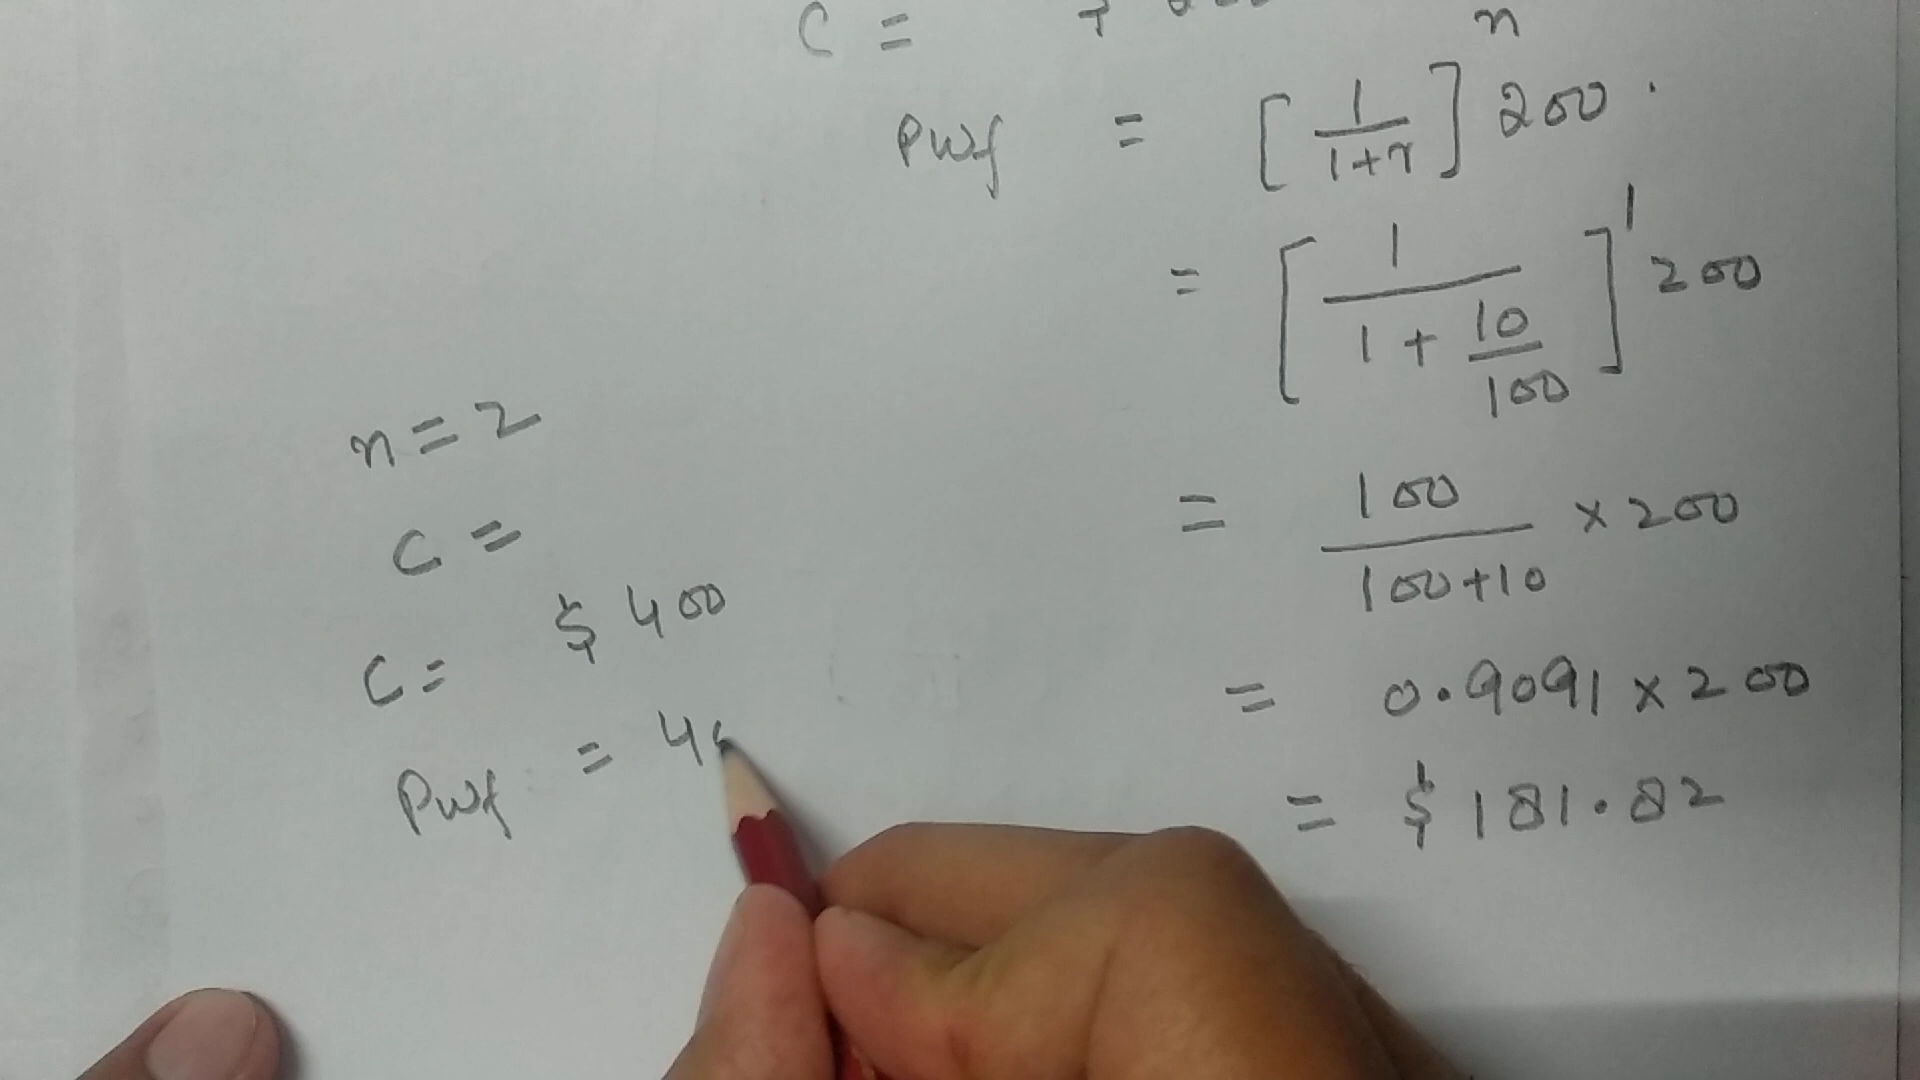 C =
n
Pwf = [1/1+r] 200.
= [1/1 + 10/100]^1 200
= 100/100+10 × 200
= 0.9091 × 200
= $ 181.82
n = 2
C =
C = $ 400
Pwf = 4